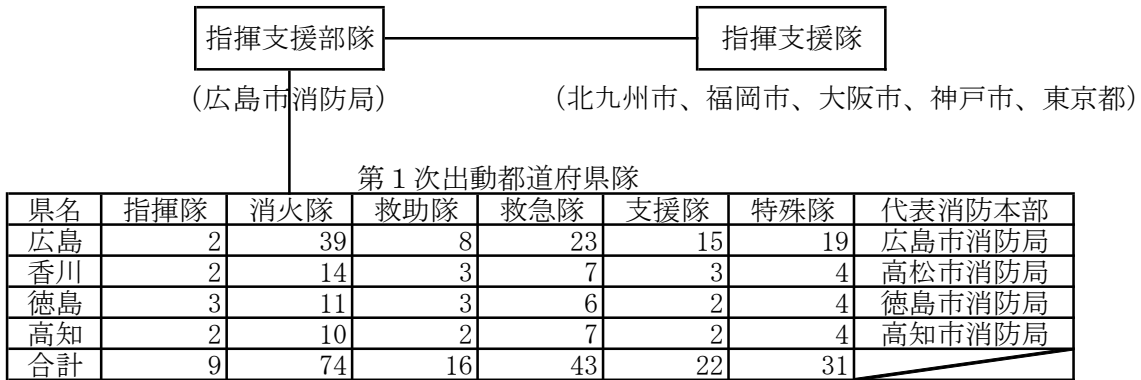 指揮支援部隊 指揮支援隊
(広島市消防局) (北九州市、福岡市、大阪市、神戸市、東京都)
第1次出動都道府県隊
県名 指揮隊 消火隊 救助隊 救急隊 支援隊 特殊隊 代表消防本部
広島 2 39 8 23 15 19 広島市消防局
香川 2 14 3 7 3 4 高松市消防局
徳島 3 11 3 6 2 4 徳島市消防局
高知 2 10 2 7 2 4 高知市消防局
合計 9 74 16 43 22 31